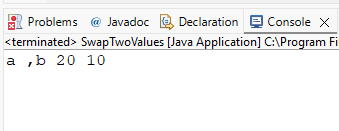 Problems @ Javadoc Declaration Console
<terminated> SwapTwoValues [Java Application] C:\Program Fi
a ,b 20 10